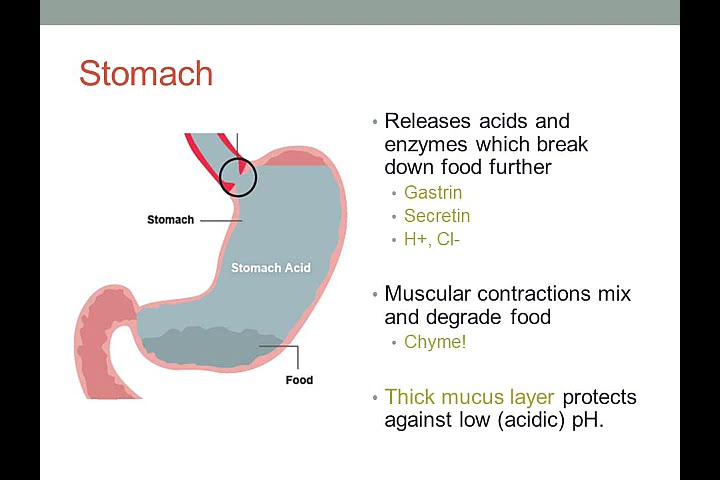 Stomach
• Releases acids and
enzymes which break
down food further
• Gastrin
• Secretin
• H+, Cl-
• Muscular contractions mix
and degrade food
• Chyme!
• Thick mucus layer protects
against low (acidic) pH.
Stomach
Stomach Acid
Food